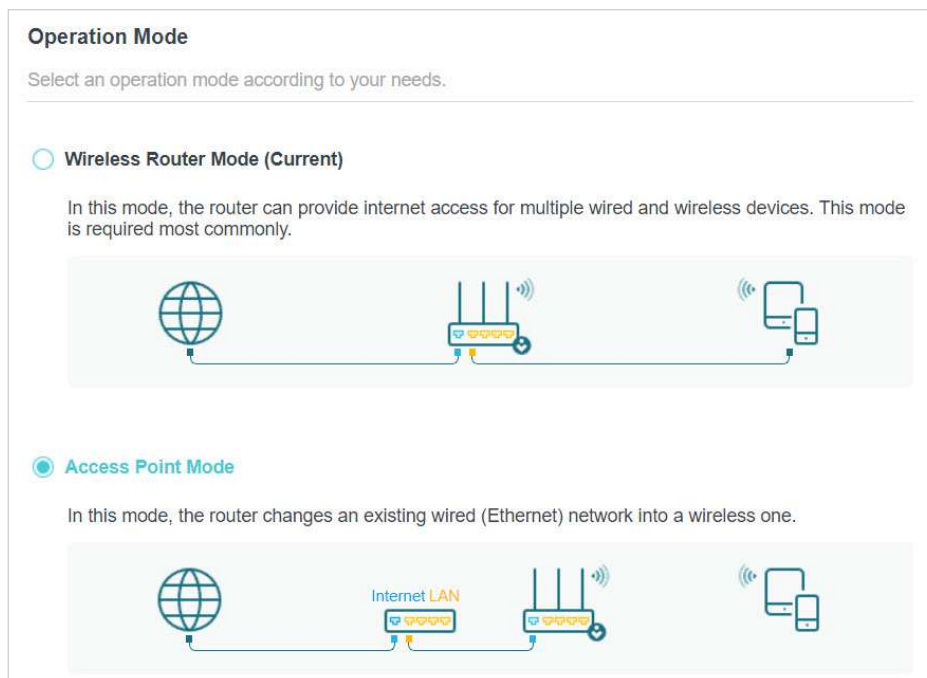 Operation Mode
Select an operation mode according to your needs.
Wireless Router Mode (Current)
In this mode, the router can provide internet access for multiple wired and wireless devices. This mode
is required most commonly.
Access Point Mode
In this mode, the router changes an existing wired (Ethernet) network into a wireless one.
Internet LAN